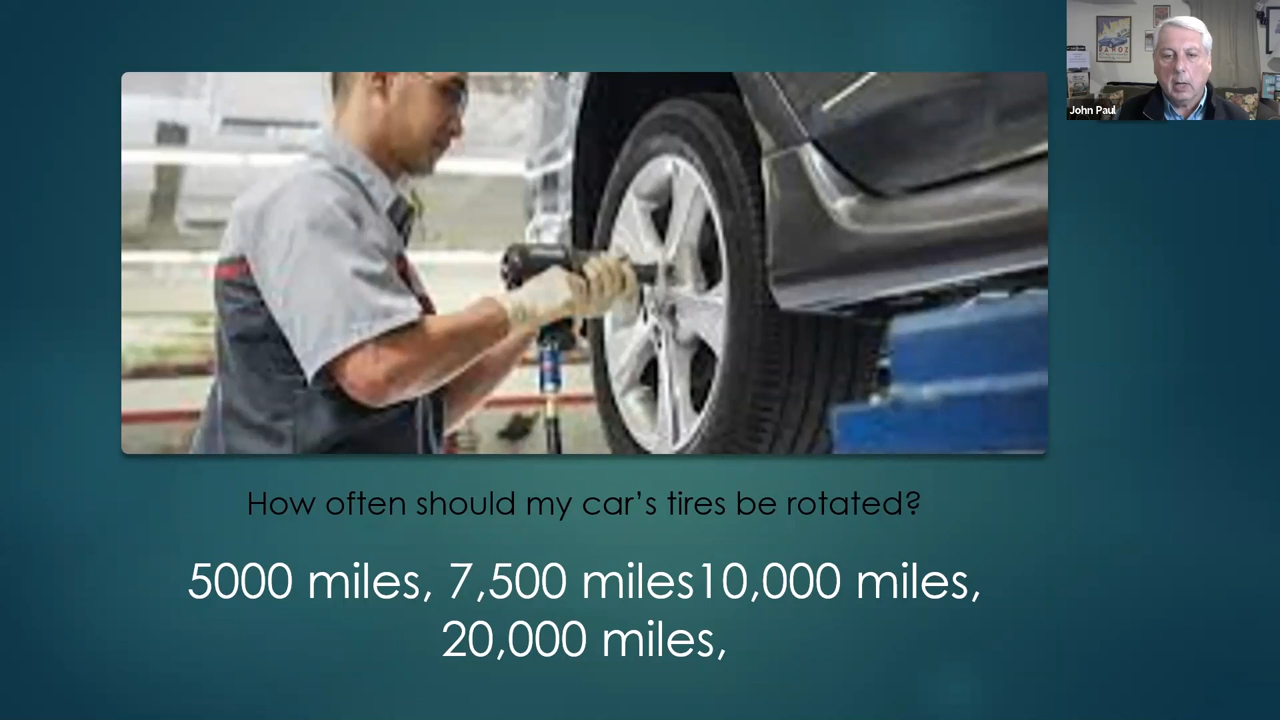 John Paul
How often should my car's tires be rotated?
5000 miles, 7,500 miles10,000 miles,
20,000 miles,